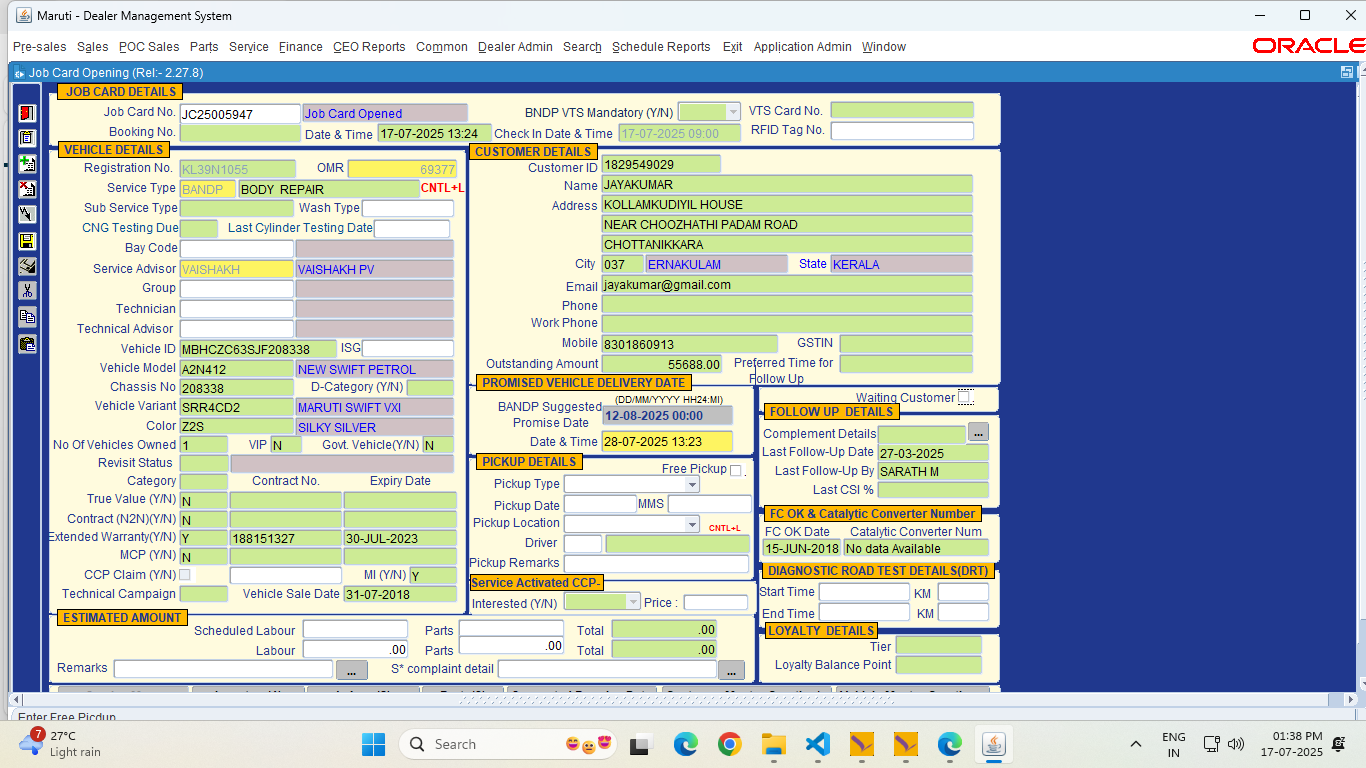 Maruti - Dealer Management System
Pre-sales Sales POC Sales Parts Service Finance CEO Reports Common Dealer Admin Search Schedule Reports Exit Application Admin Window
ORACLE
Job Card Opening (Rel:- 2.27.8)
JOB CARD DETAILS
Job Card No. JC25005947 Job Card Opened BNDP VTS Mandatory (Y/N) VTS Card No.
Booking No. Date & Time 17-07-2025 13:24 Check In Date & Time 17-07-2025 09:00 RFID Tag No.
VEHICLE DETAILS
Registration No. KL39N1055 OMR 69377
Service Type BANDP BODY REPAIR CNTL+L
Sub Service Type Wash Type
CNG Testing Due Last Cylinder Testing Date
Bay Code
Service Advisor VAISHAKH VAISHAKH PV
Group
Technician
Technical Advisor
Vehicle ID MBHCZC63SJF208338 ISG
Vehicle Model A2N412 NEW SWIFT PETROL
Chassis No 208338 D-Category (Y/N)
Vehicle Variant SRR4CD2 MARUTI SWIFT VXI
Color Z2S SILKY SILVER
No Of Vehicles Owned 1 VIP N Govt. Vehicle(Y/N) N
Revisit Status
Category Contract No. Expiry Date
True Value (Y/N) N
Contract (N2N)(Y/N) N
Extended Warranty(Y/N) Y 188151327 30-JUL-2023
MCP (Y/N) N
CCP Claim (Y/N) MI (Y/N) Y
Technical Campaign Vehicle Sale Date 31-07-2018
CUSTOMER DETAILS
Customer ID 1829549029
Name JAYAKUMAR
Address KOLLAMKUDIYIL HOUSE
NEAR CHOOZHATHI PADAM ROAD
CHOTTANIKKARA
City 037 ERNAKULAM State KERALA
Email jayakumar@gmail.com
Phone
Work Phone
Mobile 8301860913 GSTIN
Outstanding Amount 55688.00 Preferred Time for
Follow Up
PROMISED VEHICLE DELIVERY DATE
(DD/MM/YYYY HH24:MI)
BANDP Suggested
Promise Date 12-08-2025 00:00
Date & Time 28-07-2025 13:23
PICKUP DETAILS
Free Pickup .
Pickup Type
Pickup Date MMS
Pickup Location CNTL+L
Driver
Pickup Remarks
Service Activated CCP-
Interested (Y/N) Price :
Waiting Customer
FOLLOW UP DETAILS
Complement Details ...
Last Follow-Up Date 27-03-2025
Last Follow-Up By SARATH M
Last CSI %
FC OK & Catalytic Converter Number
FC OK Date Catalytic Converter Num
15-JUN-2018 No data Available
DIAGNOSTIC ROAD TEST DETAILS(DRT)
Start Time KM
End Time KM
LOYALTY DETAILS
Tier
Loyalty Balance Point
ESTIMATED AMOUNT
Scheduled Labour Parts Total .00
Labour .00 Parts .00 Total .00
Remarks ... S* complaint detail ...
Enter Free Picdup
7
27°C
Light rain
Search
ENG
IN
01:38 PM
17-07-2025